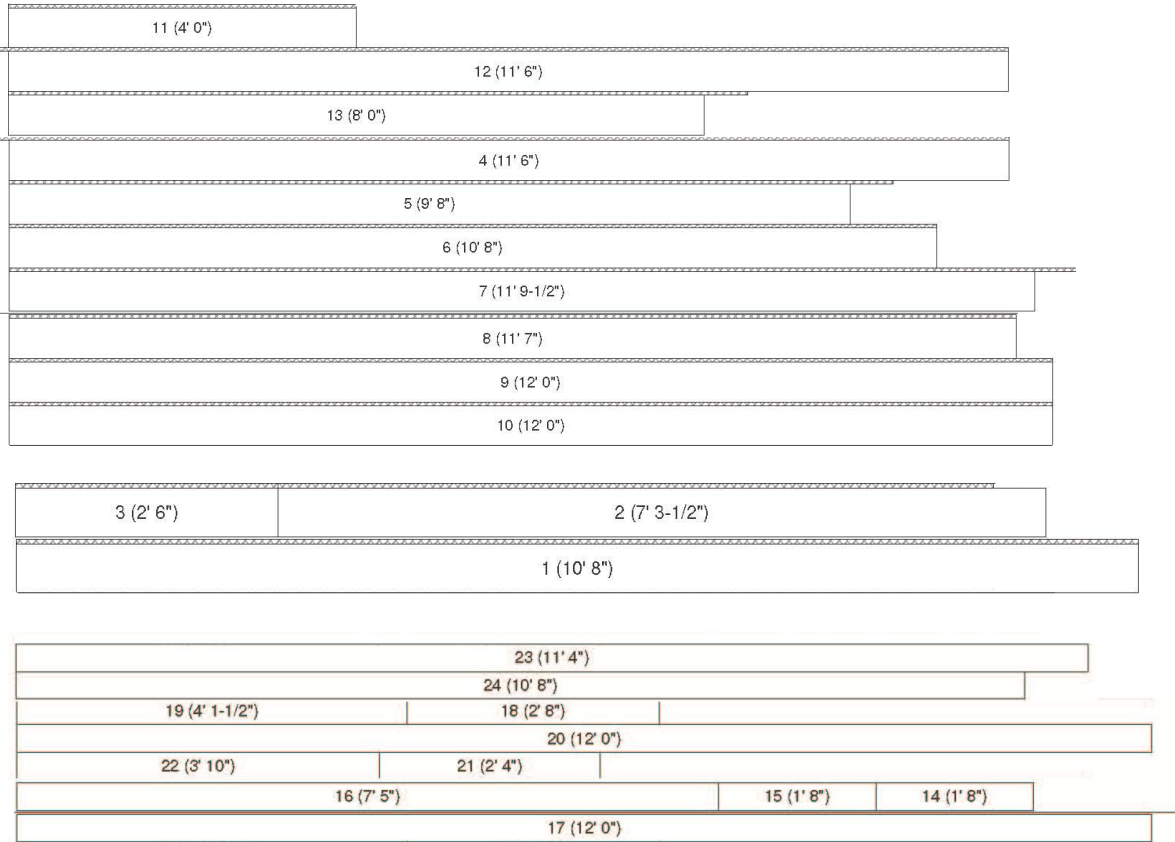 11 (4' 0")
12 (11' 6")
13 (8' 0")
4 (11' 6")
5 (9' 8")
6 (10' 8")
7 (11' 9-1/2")
8 (11' 7")
9 (12' 0")
10 (12' 0")
3 (2' 6") 2 (7' 3-1/2")
1 (10' 8")
23 (11' 4")
24 (10' 8")
19 (4' 1-1/2") 18 (2' 8")
20 (12' 0")
22 (3' 10") 21 (2' 4")
16 (7' 5") 15 (1' 8") 14 (1' 8")
17 (12' 0")